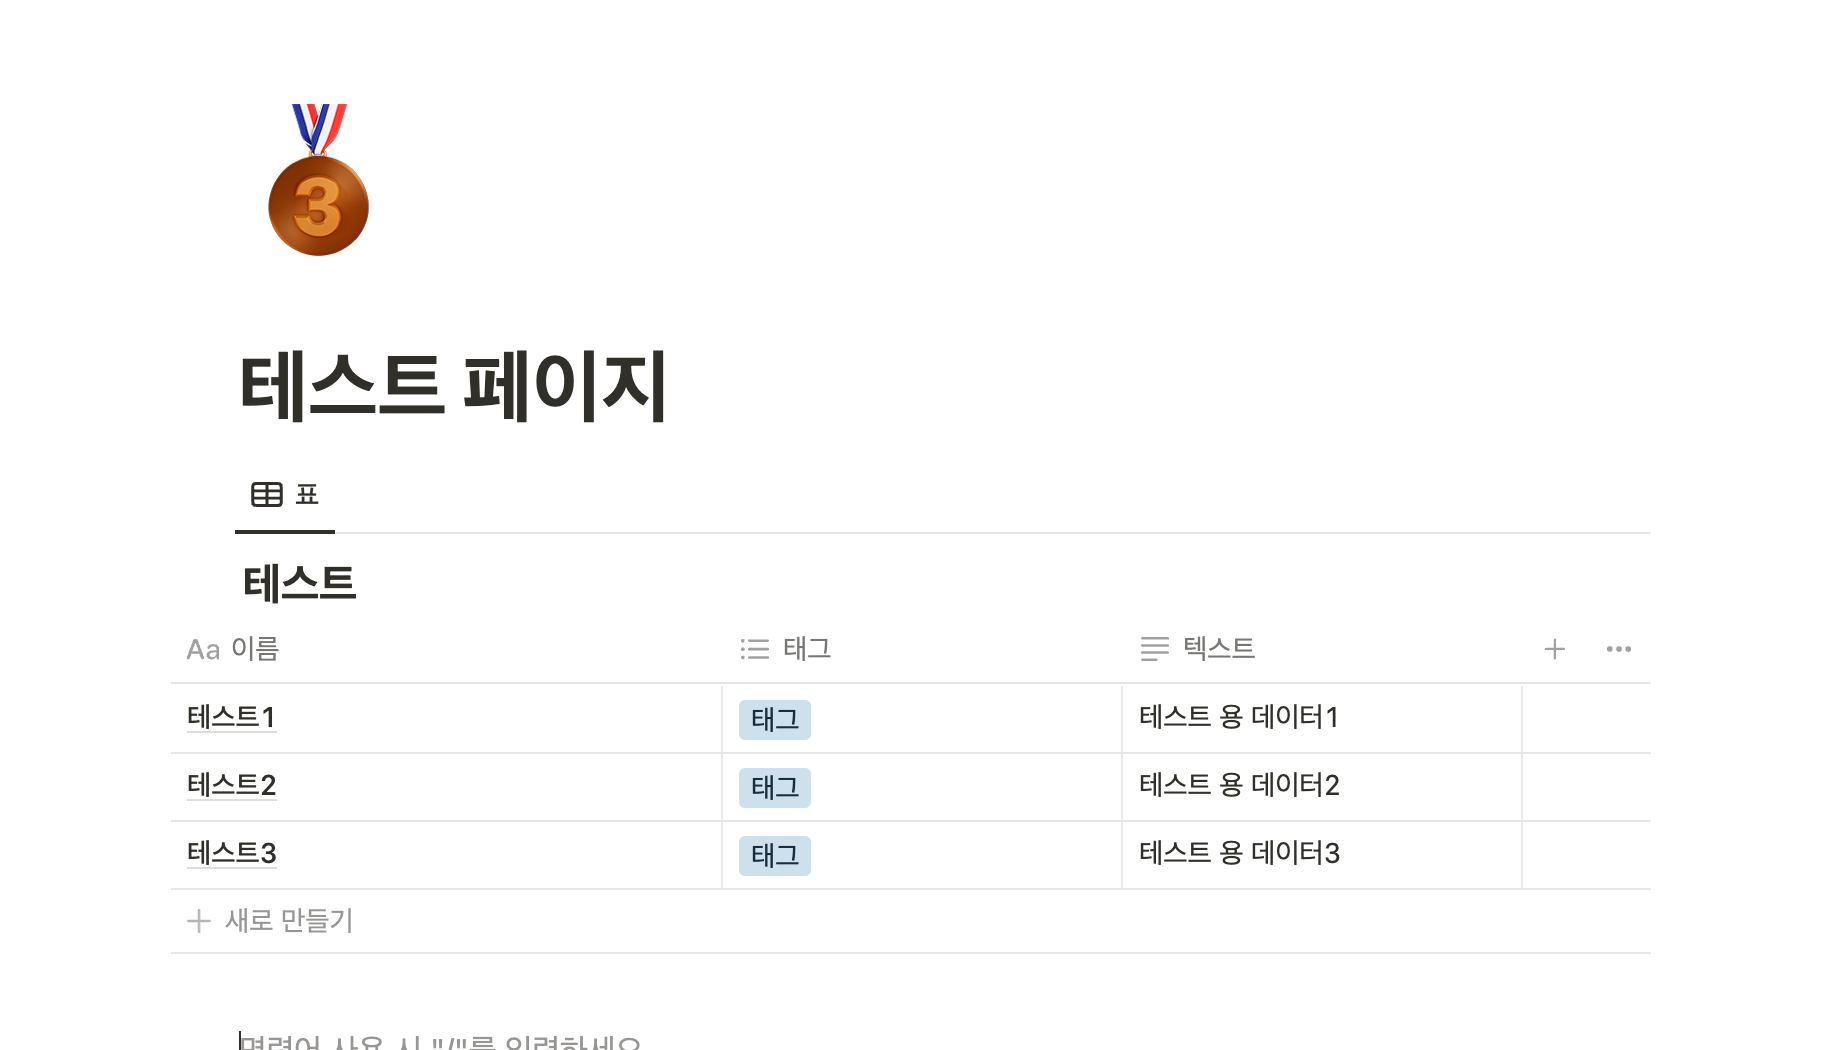 3
테스트 페이지
표
테스트
Aa 이름 태그 텍스트
테스트1 태그 테스트 용 데이터1
테스트2 태그 테스트 용 데이터2
테스트3 태그 테스트 용 데이터3
+ 새로 만들기
명령어 사용 시 "/"를 입력하세요